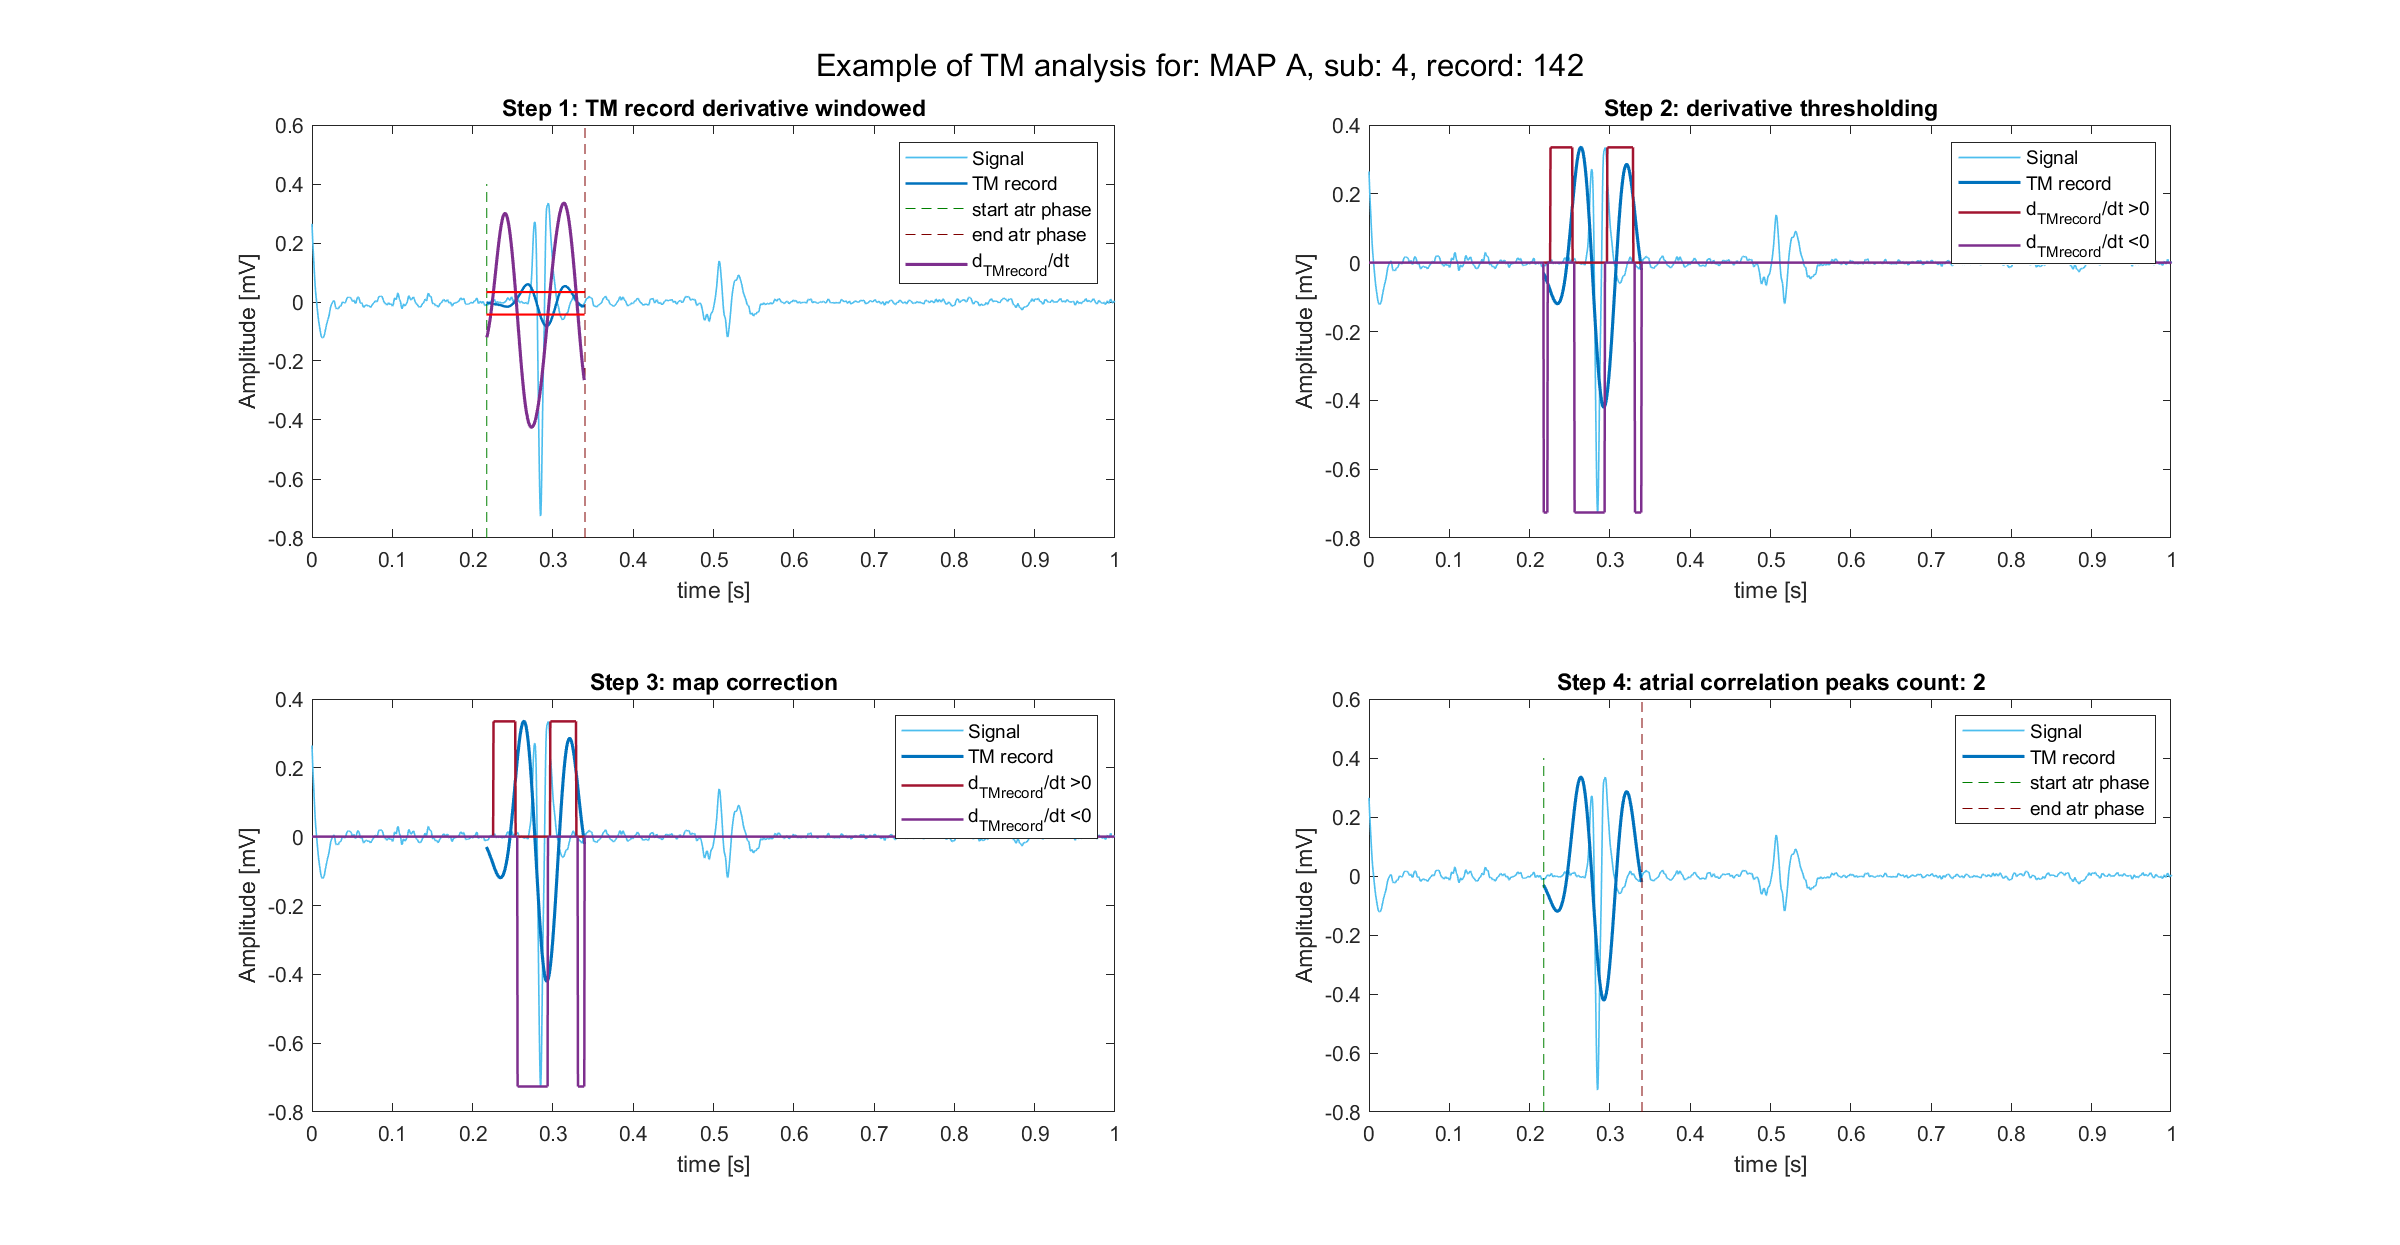 Example of TM analysis for: MAP A, sub: 4, record: 142
Step 1: TM record derivative windowed
0.6
0.4
0.2
0
-0.2
-0.4
-0.6
-0.8
Amplitude [mV]
0 0.1 0.2 0.3 0.4 0.5 0.6 0.7 0.8 0.9 1
time [s]
Signal
TM record
start atr phase
end atr phase
dTMrecord/dt
Step 2: derivative thresholding
0.4
0.2
0
-0.2
-0.4
-0.6
-0.8
Amplitude [mV]
0 0.1 0.2 0.3 0.4 0.5 0.6 0.7 0.8 0.9 1
time [s]
Signal
TM record
dTMrecord/dt >0
dTMrecord/dt <0
Step 3: map correction
0.4
0.2
0
-0.2
-0.4
-0.6
-0.8
Amplitude [mV]
0 0.1 0.2 0.3 0.4 0.5 0.6 0.7 0.8 0.9 1
time [s]
Signal
TM record
dTMrecord/dt >0
dTMrecord/dt <0
Step 4: atrial correlation peaks count: 2
0.6
0.4
0.2
0
-0.2
-0.4
-0.6
-0.8
Amplitude [mV]
0 0.1 0.2 0.3 0.4 0.5 0.6 0.7 0.8 0.9 1
time [s]
Signal
TM record
start atr phase
end atr phase